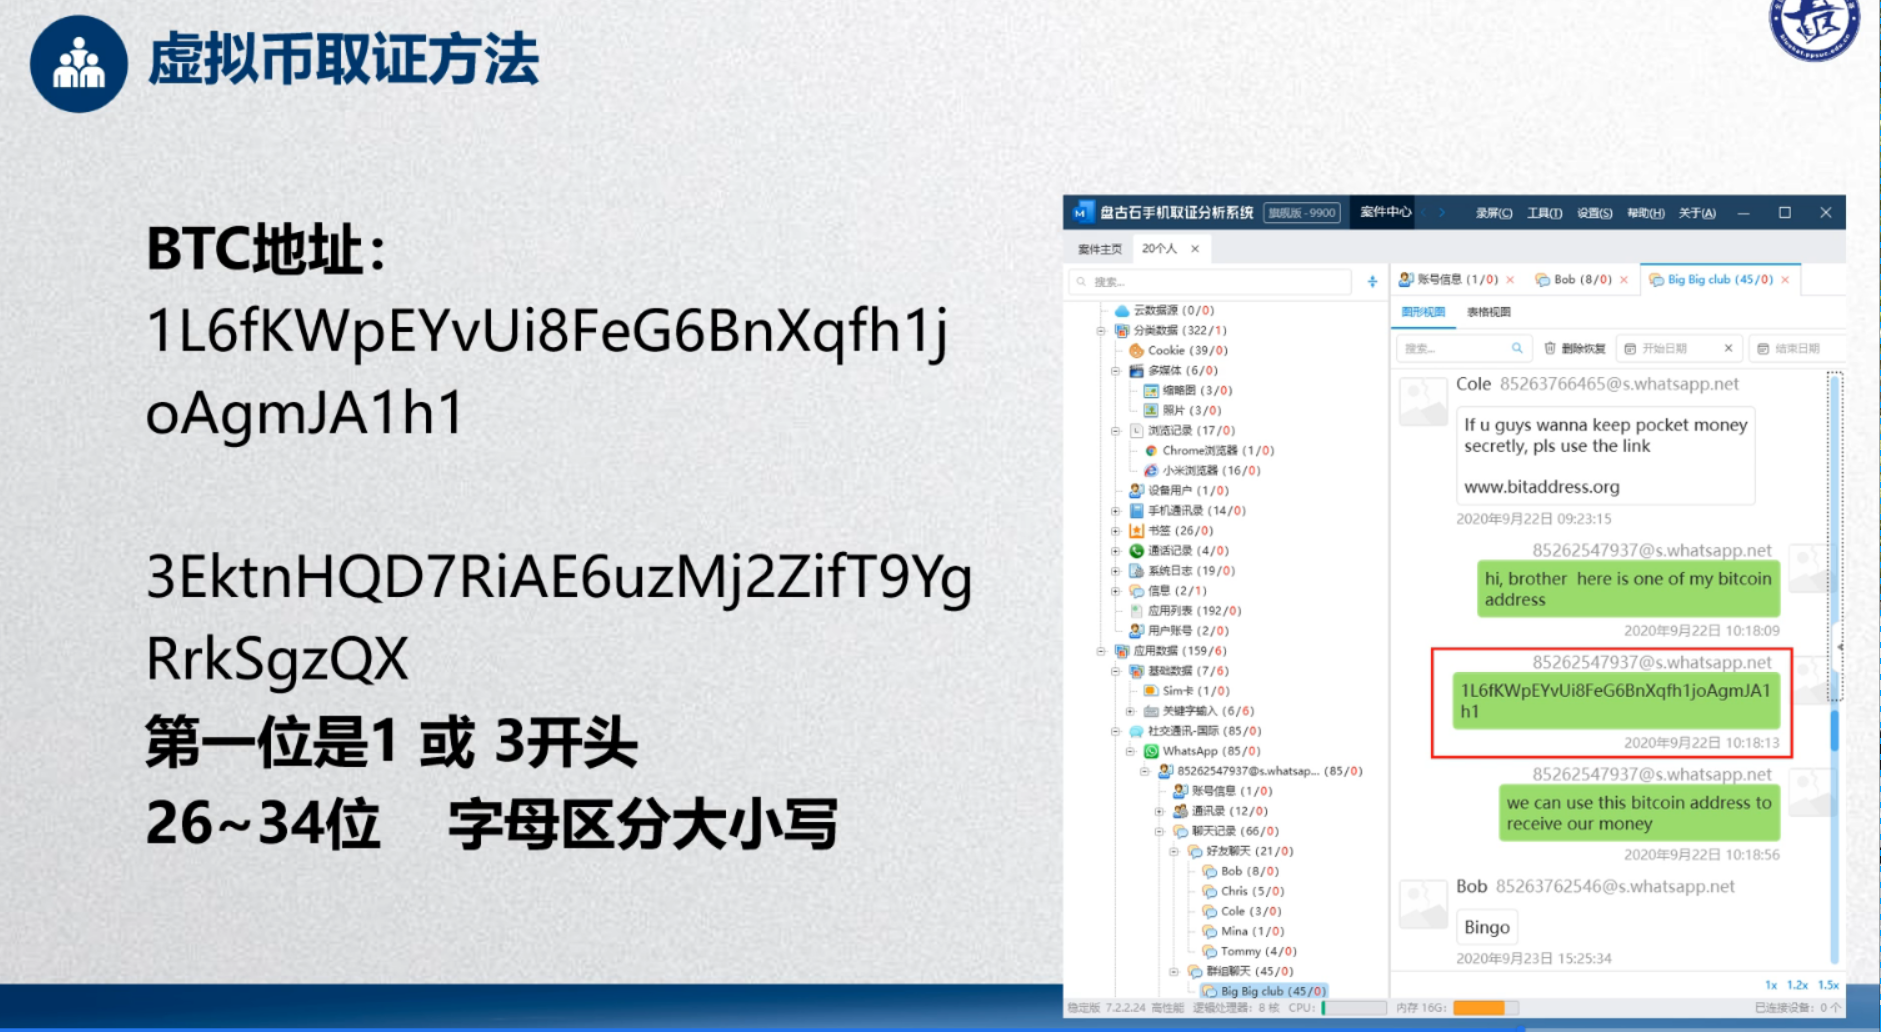 虚拟币取证方法
BTC地址：
1L6fKWpEYvUi8FeG6BnXqfh1j
oAgmJA1h1
3EktnHQD7RiAE6uzMj2ZifT9Yg
RrkSgzQX
第一位是1 或 3开头
26~34位 字母区分大小写
盘古石手机取证分析系统 旗舰版-9900 案件中心 录屏(C) 工具(T) 设置(S) 帮助(H) 关于(A)
案件主页 20个人
搜索...
云数据源 (0/0)
分类数据 (322/1)
Cookie (39/0)
多媒体 (6/0)
缩略图 (3/0)
照片 (3/0)
浏览记录 (17/0)
Chrome浏览器 (1/0)
小米浏览器 (16/0)
设备用户 (1/0)
手机通讯录 (14/0)
书签 (26/0)
通话记录 (4/0)
系统日志 (19/0)
信息 (2/1)
应用列表 (192/0)
用户账号 (2/0)
应用数据 (159/6)
基础数据 (7/6)
Sim卡 (1/0)
关键字输入 (6/6)
社交通讯-国际 (85/0)
WhatsApp (85/0)
85262547937@s.whatsap... (85/0)
账号信息 (1/0)
通讯录 (12/0)
聊天记录 (66/0)
好友聊天 (21/0)
Bob (8/0)
Chris (5/0)
Cole (3/0)
Mina (1/0)
Tommy (4/0)
群组聊天 (45/0)
Big Big club (45/0)
账号信息 (1/0) Bob (8/0) Big Big club (45/0)
图形视图 表格视图
搜索... 删除恢复 开始日期 结束日期
Cole 85263766465@s.whatsapp.net
If u guys wanna keep pocket money
secretly, pls use the link
www.bitaddress.org
2020年9月22日 09:23:15
85262547937@s.whatsapp.net
hi, brother here is one of my bitcoin
address
2020年9月22日 10:18:09
85262547937@s.whatsapp.net
1L6fKWpEYvUi8FeG6BnXqfh1joAgmJA1
h1
2020年9月22日 10:18:13
85262547937@s.whatsapp.net
we can use this bitcoin address to
receive our money
2020年9月22日 10:18:56
Bob 85263762546@s.whatsapp.net
Bingo
2020年9月23日 15:25:34
1x 1.2x 1.5x
稳定版 7.2.2.24 高性能 逻辑处理器: 8 核 CPU: 内存 16G: 已连接设备: 0 个